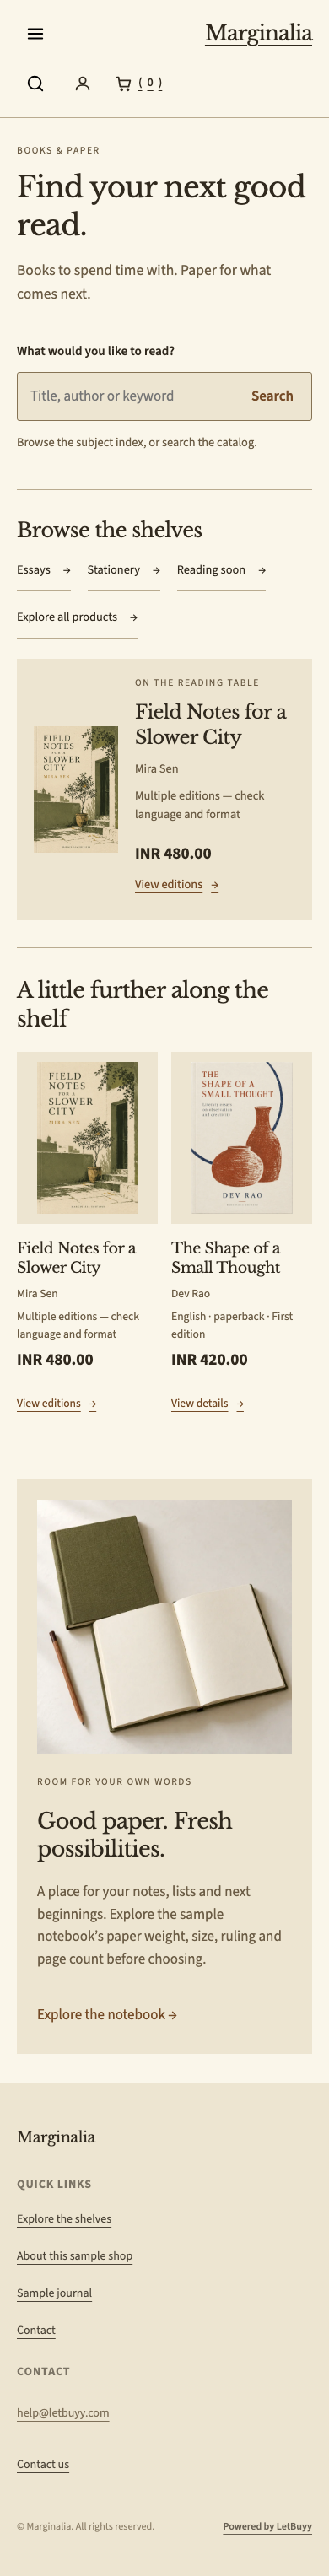 Marginalia
( 0 )
BOOKS & PAPER
Find your next good
read.
Books to spend time with. Paper for what
comes next.
What would you like to read?
Title, author or keyword
Search
Browse the subject index, or search the catalog.
Browse the shelves
Essays →
Stationery →
Reading soon →
Explore all products →
FIELD
NOTES
FOR A
SLOWER
CITY
MIRA SEN
ON THE READING TABLE
Field Notes for a
Slower City
Mira Sen
Multiple editions — check
language and format
INR 480.00
View editions →
A little further along the
shelf
FIELD
NOTES
FOR A
SLOWER
CITY
MIRA SEN
Field Notes for a
Slower City
Mira Sen
Multiple editions — check
language and format
INR 480.00
View editions →
THE
SHAPE OF A
SMALL THOUGHT
DEV RAO
The Shape of a
Small Thought
Dev Rao
English · paperback · First
edition
INR 420.00
View details →
ROOM FOR YOUR OWN WORDS
Good paper. Fresh
possibilities.
A place for your notes, lists and next
beginnings. Explore the sample
notebook’s paper weight, size, ruling and
page count before choosing.
Explore the notebook →
Marginalia
QUICK LINKS
Explore the shelves
About this sample shop
Sample journal
Contact
CONTACT
help@letbuyy.com
Contact us
© Marginalia. All rights reserved.
Powered by LetBuyy